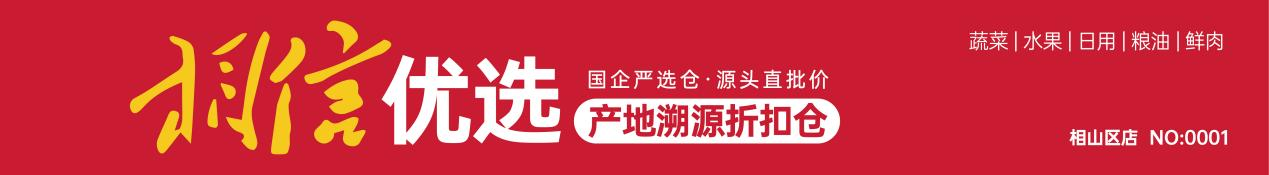 相信优选
国企严选仓·源头直批价
产地溯源折扣仓
蔬菜|水果|日用|粮油|鲜肉
相山区店 NO:0001